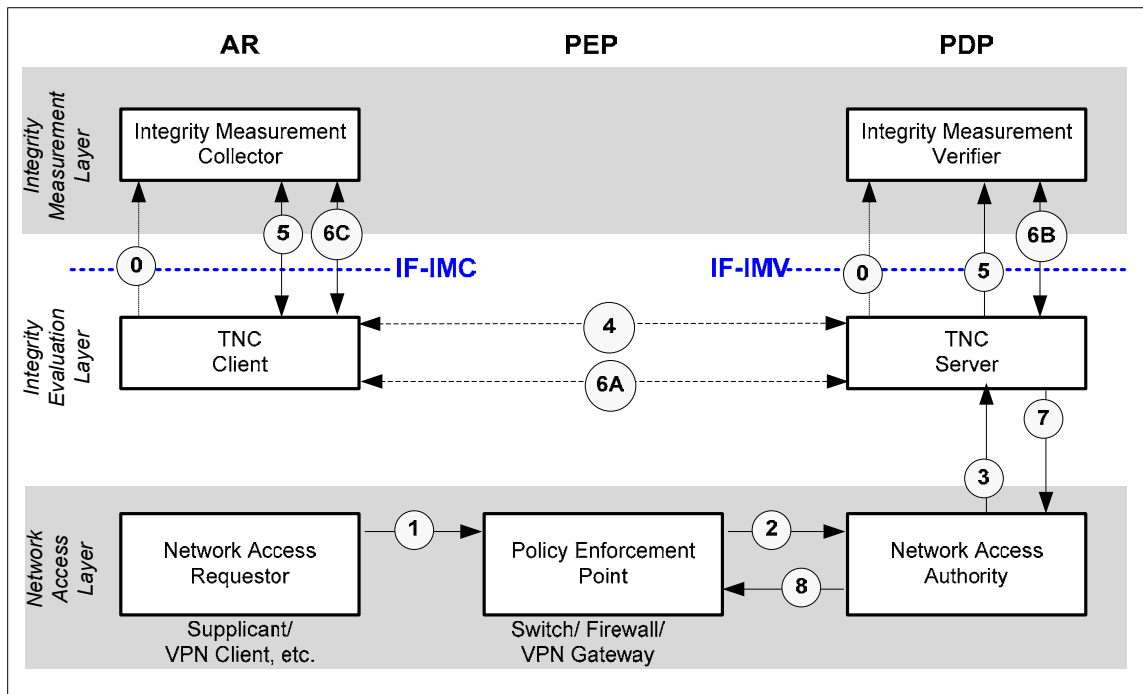 AR
PEP
PDP
Integrity
Measurement
Layer
Integrity Measurement
Collector
Integrity Measurement
Verifier
0
5
6C
0
5
6B
IF-IMC
IF-IMV
Integrity
Evaluation
Layer
TNC
Client
4
6A
TNC
Server
3
7
Network
Access
Layer
Network Access
Requestor
1
Policy Enforcement
Point
2
8
Network Access
Authority
Supplicant/
VPN Client, etc.
Switch/ Firewall/
VPN Gateway